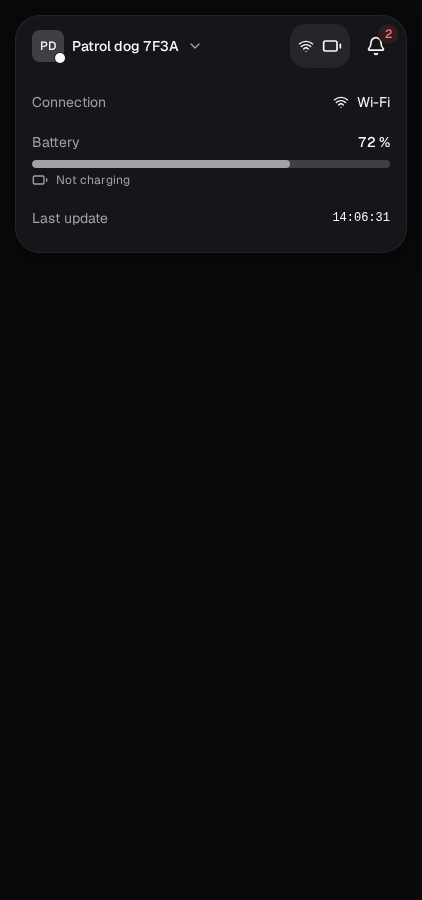 PD Patrol dog 7F3A 2
Connection Wi-Fi
Battery 72 %
Not charging
Last update 14:06:31